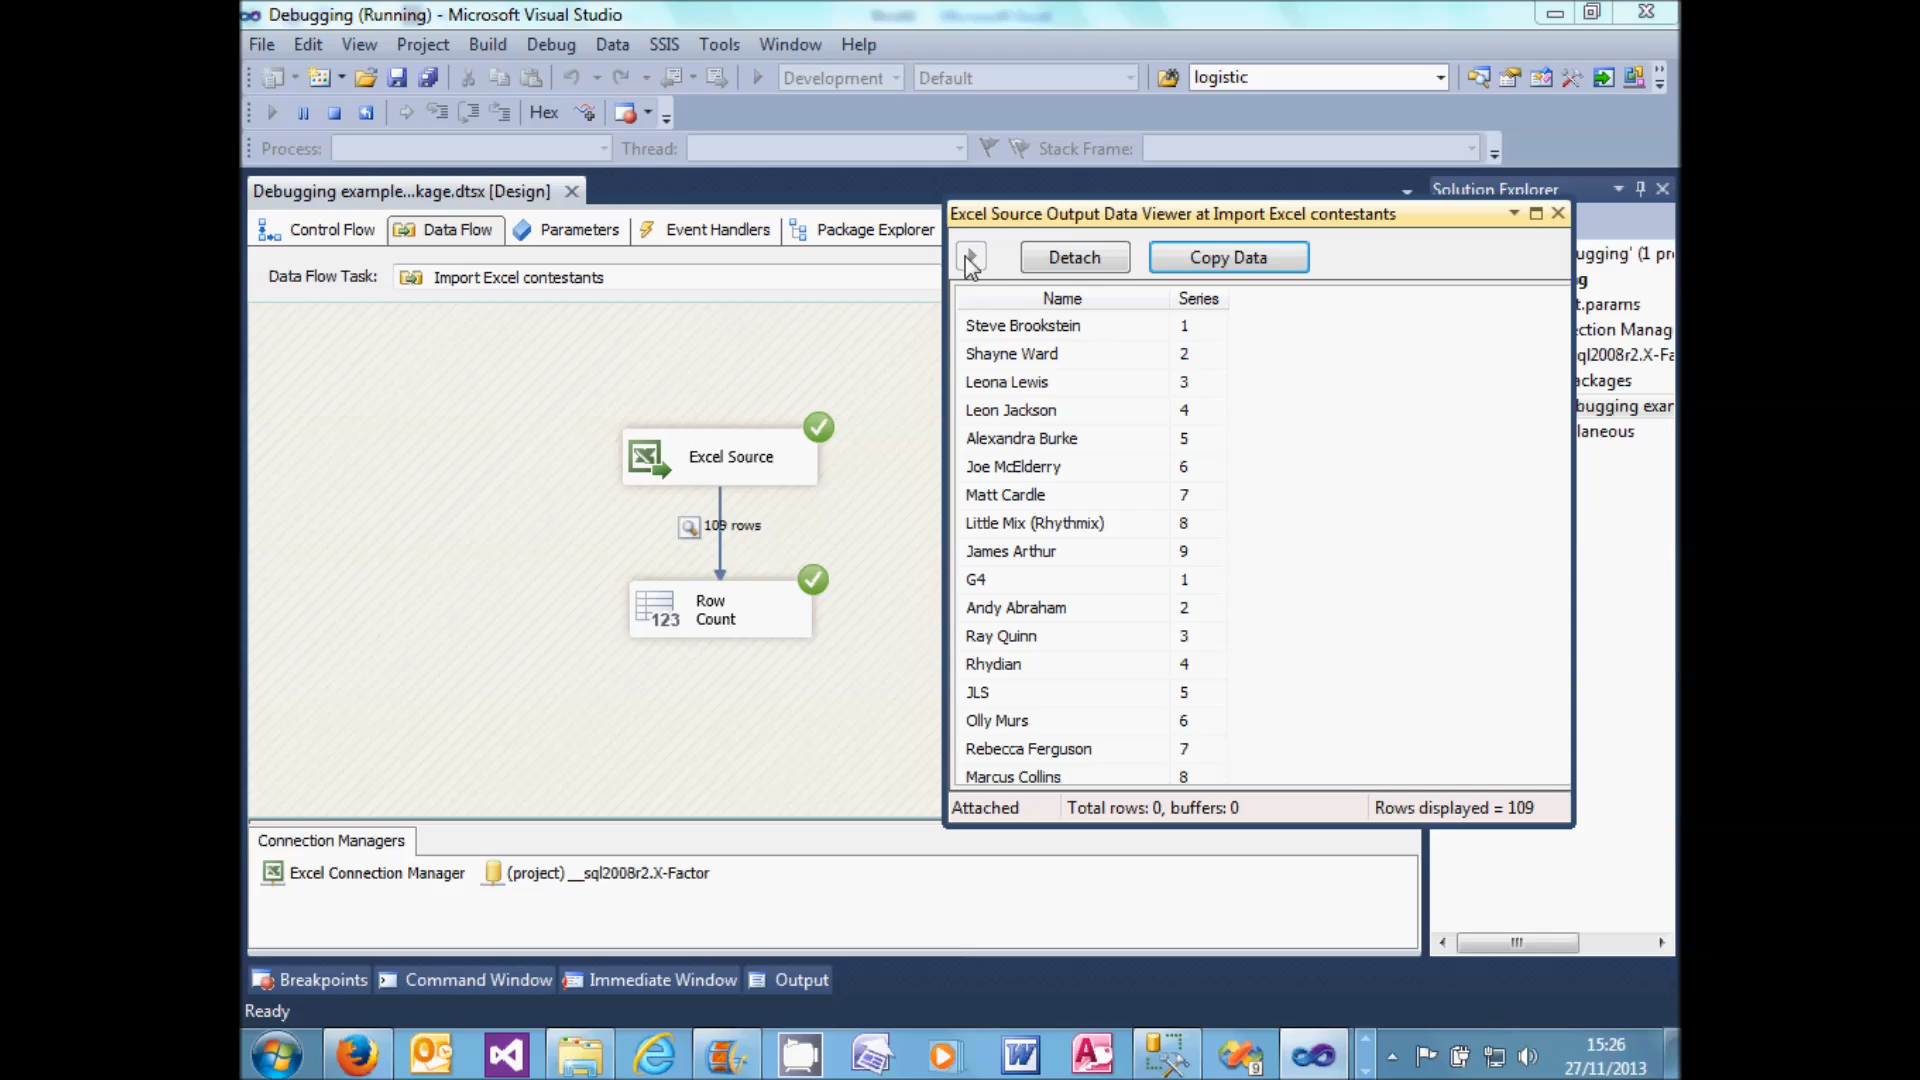 Debugging (Running) - Microsoft Visual Studio
File Edit View Project Build Debug Data SSIS Tools Window Help
Development Default logistic
Hex
Process: Thread: Stack Frame:
Debugging example...kage.dtsx [Design]
Solution Explorer
Control Flow Data Flow Parameters Event Handlers Package Explorer
Data Flow Task: Import Excel contestants
Excel Source
109 rows
Row
Count
123
Excel Source Output Data Viewer at Import Excel contestants
Detach Copy Data
Name Series
Steve Brookstein 1
Shayne Ward 2
Leona Lewis 3
Leon Jackson 4
Alexandra Burke 5
Joe McElderry 6
Matt Cardle 7
Little Mix (Rhythmix) 8
James Arthur 9
G4 1
Andy Abraham 2
Ray Quinn 3
Rhydian 4
JLS 5
Olly Murs 6
Rebecca Ferguson 7
Marcus Collins 8
Attached Total rows: 0, buffers: 0 Rows displayed = 109
ugging' (1 pr
g
t.params
ction Manag
ql2008r2.X-Fa
ackages
bugging exar
laneous
Connection Managers
Excel Connection Manager (project) __sql2008r2.X-Factor
Breakpoints Command Window Immediate Window Output
Ready
15:26
27/11/2013